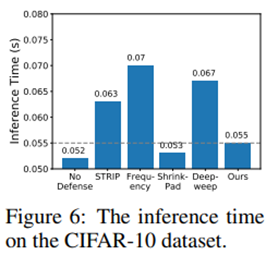 Inference Time (s)
0.080
0.075
0.070
0.065
0.060
0.055
0.050
0.052
0.063
0.07
0.053
0.067
0.055
No Defense
STRIP
Frequ-ency
Shrink-Pad
Deep-weep
Ours
Figure 6: The inference time
on the CIFAR-10 dataset.